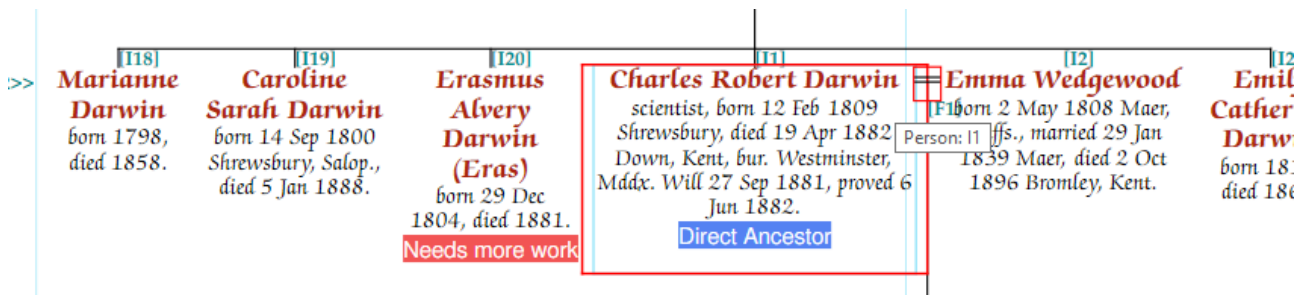 >>
[I18]
Marianne
Darwin
born 1798,
died 1858.
[I19]
Caroline
Sarah Darwin
born 14 Sep 1800
Shrewsbury, Salop.,
died 5 Jan 1888.
[I20]
Erasmus
Alvery
Darwin
(Eras)
born 29 Dec
1804, died 1881.
Needs more work
[I1]
Charles Robert Darwin
scientist, born 12 Feb 1809
Shrewsbury, died 19 Apr 1882
Down, Kent, bur. Westminster,
Mddx. Will 27 Sep 1881, proved 6
Jun 1882.
Direct Ancestor
[F1]
Person: I1
[I2]
Emma Wedgewood
born 2 May 1808 Maer,
ffs., married 29 Jan
1839 Maer, died 2 Oct
1896 Bromley, Kent.
[I2
Emil
Cather
Darw
born 181
died 186